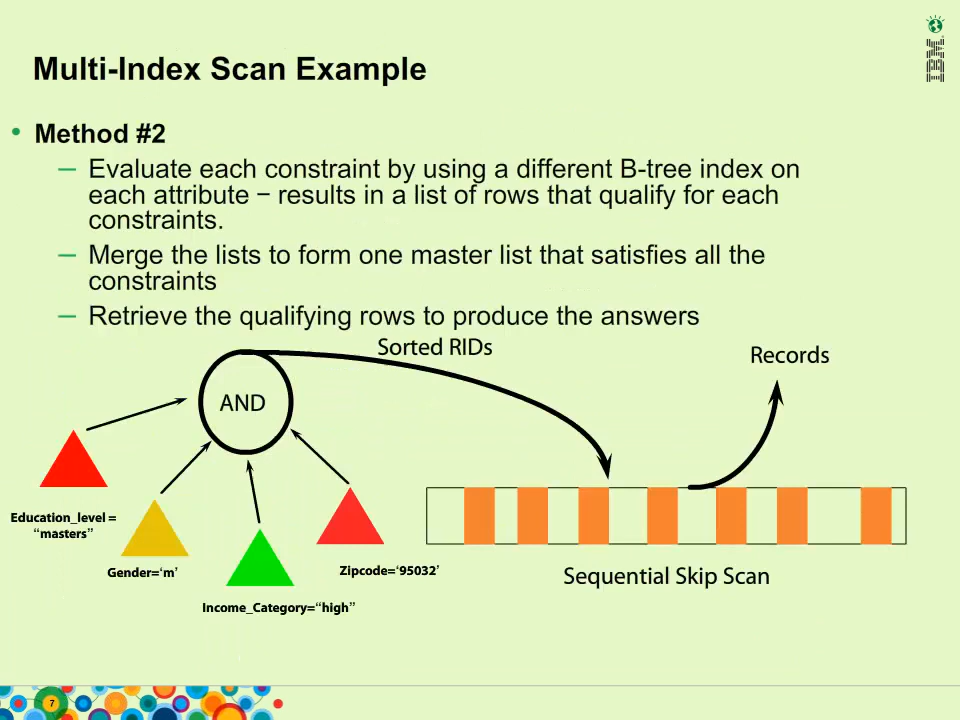 IBM
Multi-Index Scan Example
• Method #2
– Evaluate each constraint by using a different B-tree index on
each attribute – results in a list of rows that qualify for each
constraints.
– Merge the lists to form one master list that satisfies all the
constraints
– Retrieve the qualifying rows to produce the answers
Sorted RIDs
Records
AND
Education_level =
“masters”
Gender=‘m’
Zipcode=‘95032’
Income_Category=“high”
Sequential Skip Scan
7